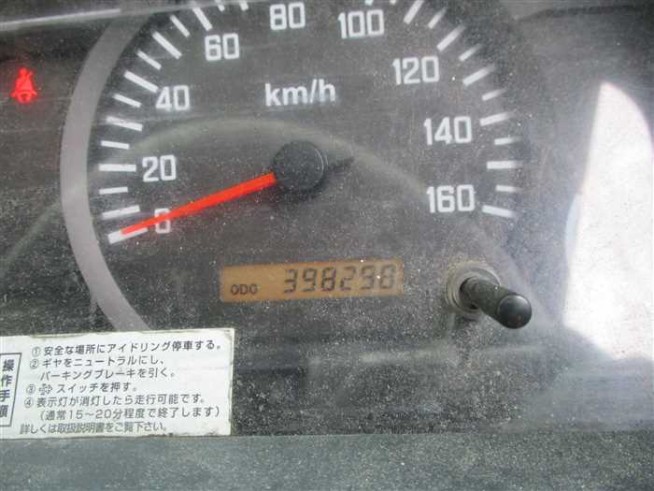 80
100
60
120
km/h
40
140
20
160
0
ODO 398298
操作手順
① 安全な場所にアイドリング停車する。
② ギヤをニュートラルにし、
パーキングブレーキを引く。
③ スイッチを押す。
④ 表示灯が消灯したら走行可能です。
(通常15~20分程度で終了します)
詳しくは取扱説明書をご覧下さい。